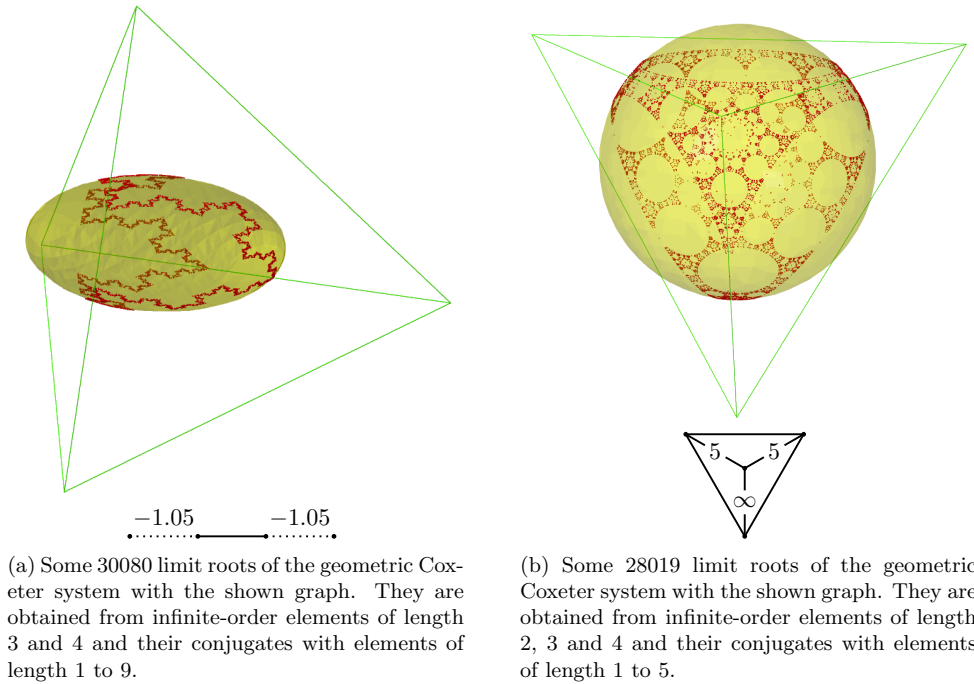 5 5
∞
−1.05 −1.05
(a) Some 30080 limit roots of the geometric Cox-
eter system with the shown graph. They are
obtained from infinite-order elements of length
3 and 4 and their conjugates with elements of
length 1 to 9.
(b) Some 28019 limit roots of the geometric
Coxeter system with the shown graph. They are
obtained from infinite-order elements of length
2, 3 and 4 and their conjugates with elements
of length 1 to 5.